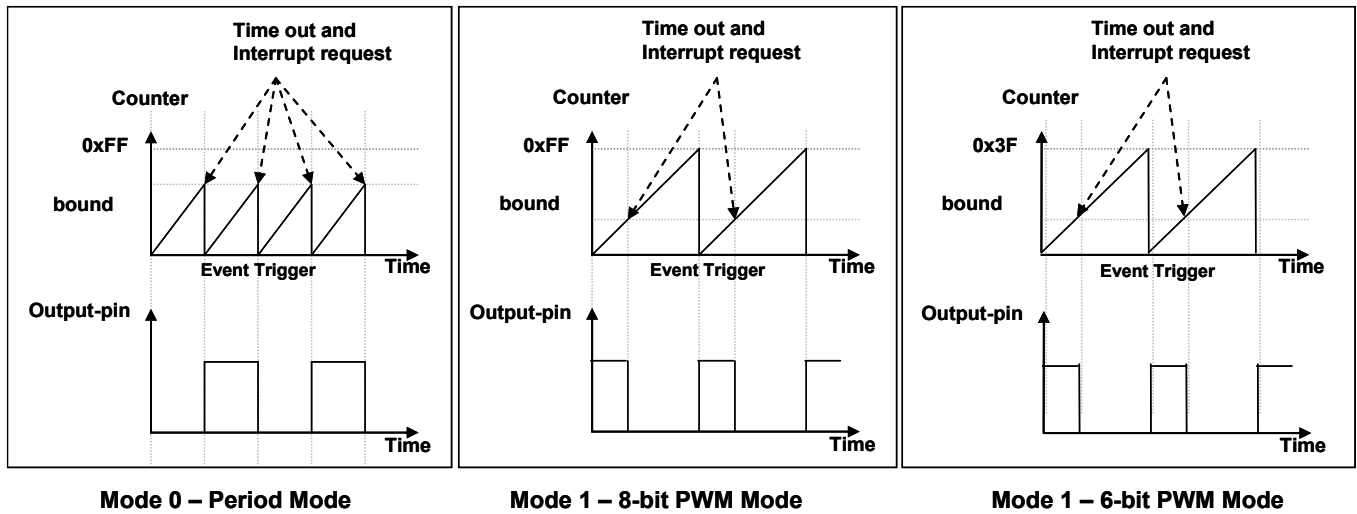 Time out and
Interrupt request
Counter
0xFF
bound
Event Trigger
Time
Output-pin
Time
Mode 0 – Period Mode
Time out and
Interrupt request
Counter
0xFF
bound
Event Trigger
Time
Output-pin
Time
Mode 1 – 8-bit PWM Mode
Time out and
Interrupt request
Counter
0x3F
bound
Event Trigger
Time
Output-pin
Time
Mode 1 – 6-bit PWM Mode